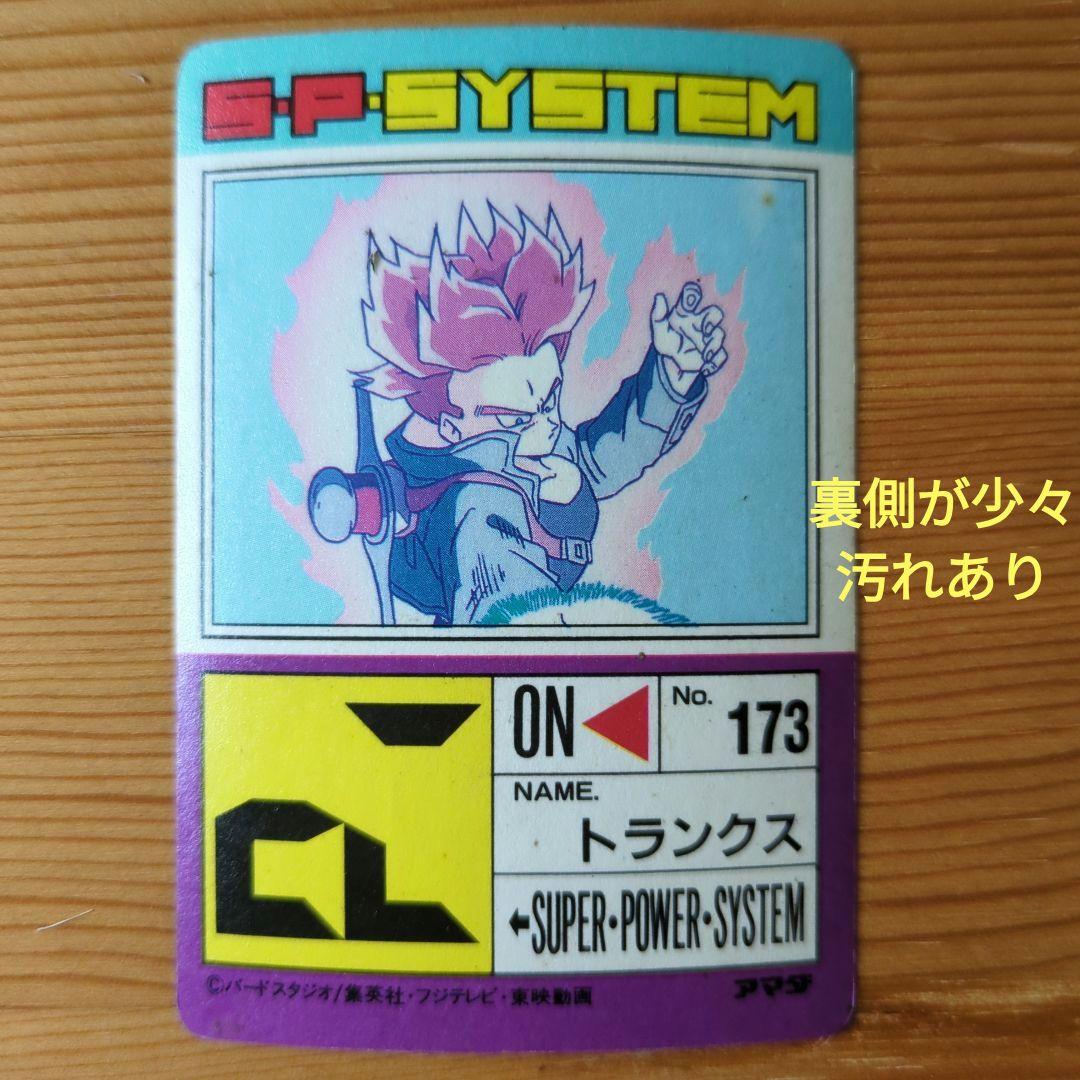 S・P・SYSTEM
裏側が少々
汚れあり
ON
No.
173
NAME.
トランクス
←SUPER・POWER・SYSTEM
©バードスタジオ/集英社・フジテレビ・東映動画
アマダ